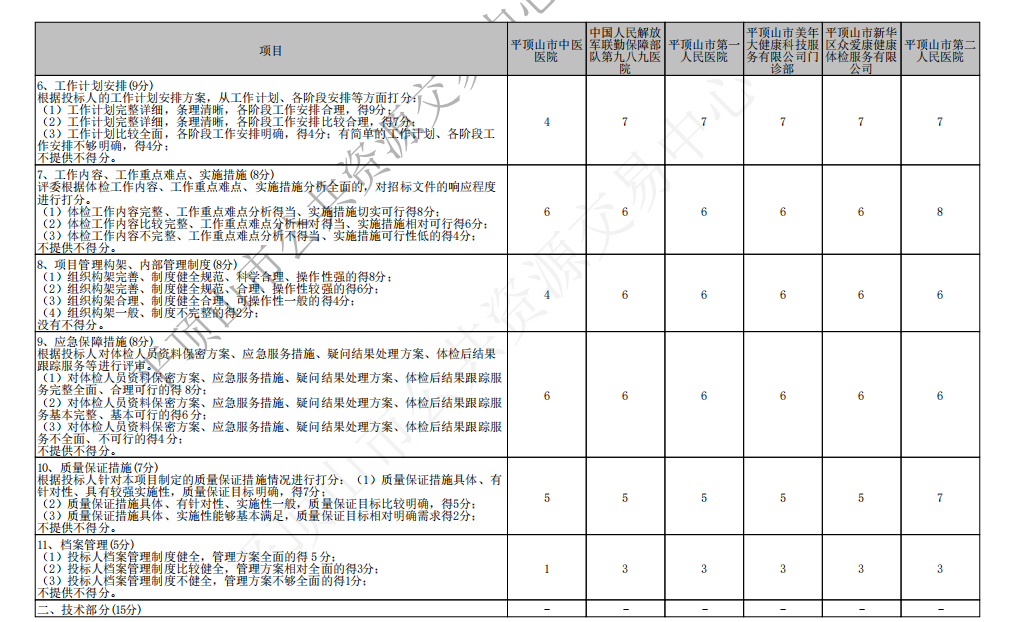 项目
平顶山市中医
医院
中国人民解放
军联勤保障部
队第九八九医
院
平顶山市第一
人民医院
平顶山市美年
大健康科技服
务有限公司门
诊部
平顶山市新华
区众爱康健康
体检服务有限
公司
平顶山市第二
人民医院
6、工作计划安排(9分)
根据投标人的工作计划安排方案，从工作计划、各阶段安排等方面打分：
（1）工作计划完整详细，条理清晰，各阶段工作安排合理，得9分；
（2）工作计划完整详细，条理清晰，各阶段工作安排比较合理，得7分；
（3）工作计划比较全面，各阶段工作安排明确，得4分；有简单的工作计划、各阶段工
作安排不够明确，得4分；
不提供不得分。
4 7 7 7 7 7
7、工作内容、工作重点难点、实施措施(8分)
评委根据体检工作内容、工作重点难点、实施措施分析全面的，对招标文件的响应程度
进行打分。
（1）体检工作内容完整、工作重点难点分析得当、实施措施切实可行得8分；
（2）体检工作内容比较完整、工作重点难点分析相对得当、实施措施相对可行得6分；
（3）体检工作内容不完整、工作重点难点分析不得当、实施措施可行性低的得4分；
不提供不得分。
6 6 6 6 6 8
8、项目管理构架、内部管理制度(8分)
（1）组织构架完善、制度健全规范、科学合理、操作性强的得8分；
（2）组织构架完善、制度健全规范、合理、操作性较强的得6分；
（3）组织构架合理、制度健全合理、可操作性一般的得4分；
（4）组织构架一般、制度不完整的得2分；
没有不得分。
4 6 6 6 6 6
9、应急保障措施(8分)
根据投标人对体检人员资料保密方案、应急服务措施、疑问结果处理方案、体检后结果
跟踪服务等进行评审。
（1）对体检人员资料保密方案、应急服务措施、疑问结果处理方案、体检后结果跟踪服
务完整全面、合理可行的得 8分；
（2）对体检人员资料保密方案、应急服务措施、疑问结果处理方案、体检后结果跟踪服
务基本完整、基本可行的得6 分；
（3）对体检人员资料保密方案、应急服务措施、疑问结果处理方案、体检后结果跟踪服
务不全面、不可行的得4 分；
不提供不得分。
6 6 6 6 6 6
10、质量保证措施(7分)
根据投标人针对本项目制定的质量保证措施情况进行打分：（1）质量保证措施具体、有
针对性、具有较强实施性，质量保证目标明确，得7分；
（2）质量保证措施具体、有针对性、实施性一般，质量保证目标比较明确，得5分；
（3）质量保证措施具体、实施性能够基本满足，质量保证目标相对明确需求得2分；
不提供不得分。
5 5 5 5 5 7
11、档案管理(5分)
（1）投标人档案管理制度健全，管理方案全面的得 5 分；
（2）投标人档案管理制度比较健全，管理方案相对全面的得3分；
（3）投标人档案管理制度不健全，管理方案不够全面的得1分；
不提供不得分。
1 3 3 3 3 3
二、技术部分(15分)
- - - - - -
平顶山市公共资源交易中心
平顶山市公共资源交易中心